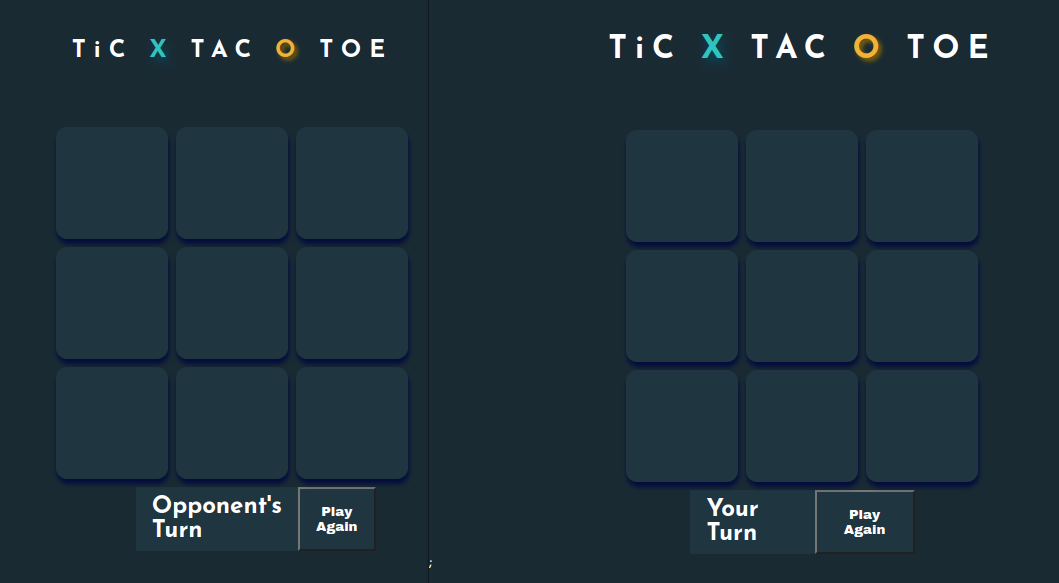 TiC X TAC O TOE
Opponent's
Turn
Play
Again
;
TiC X TAC O TOE
Your
Turn
Play
Again